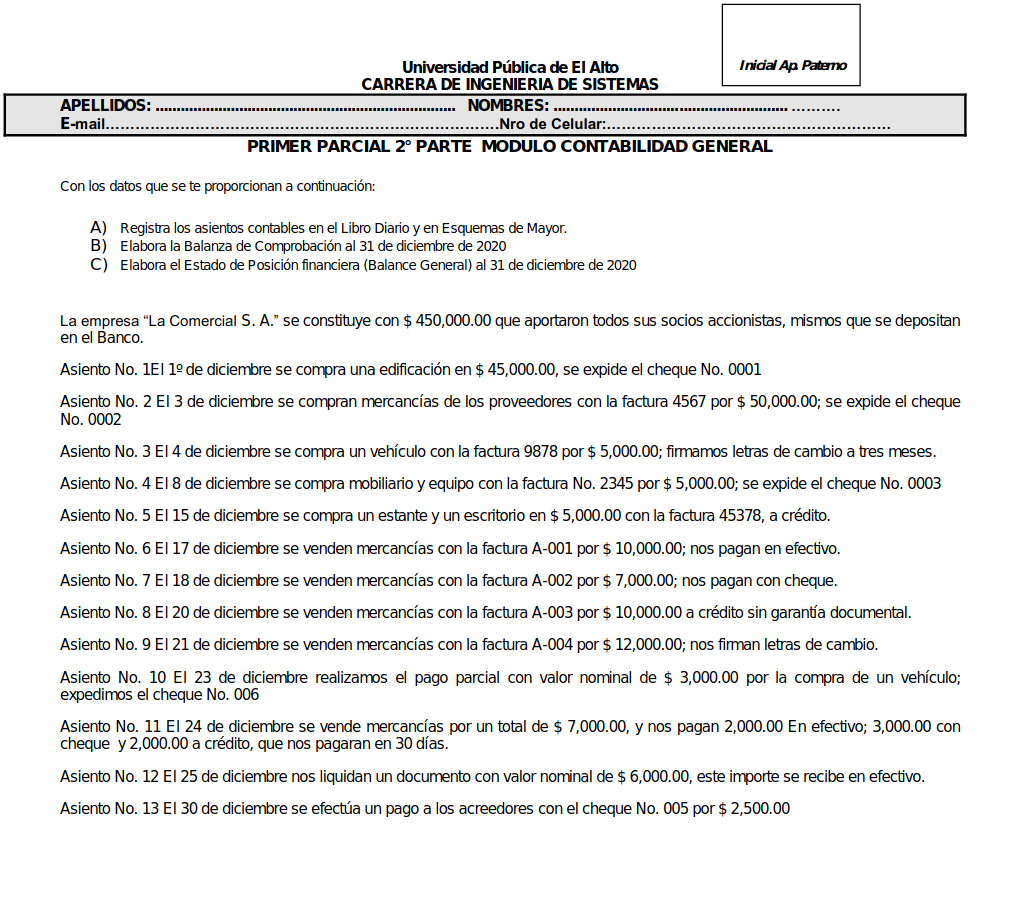 Inicial Ap. Paterno
Universidad Pública de El Alto
CARRERA DE INGENIERIA DE SISTEMAS
APELLIDOS: ....................................................................... NOMBRES: ....................................................... ……….
E-mail…………………………………………………………….Nro de Celular:……………………………………………
PRIMER PARCIAL 2° PARTE MODULO CONTABILIDAD GENERAL
Con los datos que se te proporcionan a continuación:
A) Registra los asientos contables en el Libro Diario y en Esquemas de Mayor.
B) Elabora la Balanza de Comprobación al 31 de diciembre de 2020
C) Elabora el Estado de Posición financiera (Balance General) al 31 de diciembre de 2020
La empresa “La Comercial S. A.” se constituye con $ 450,000.00 que aportaron todos sus socios accionistas, mismos que se depositan
en el Banco.
Asiento No. 1El 1º de diciembre se compra una edificación en $ 45,000.00, se expide el cheque No. 0001
Asiento No. 2 El 3 de diciembre se compran mercancías de los proveedores con la factura 4567 por $ 50,000.00; se expide el cheque
No. 0002
Asiento No. 3 El 4 de diciembre se compra un vehículo con la factura 9878 por $ 5,000.00; firmamos letras de cambio a tres meses.
Asiento No. 4 El 8 de diciembre se compra mobiliario y equipo con la factura No. 2345 por $ 5,000.00; se expide el cheque No. 0003
Asiento No. 5 El 15 de diciembre se compra un estante y un escritorio en $ 5,000.00 con la factura 45378, a crédito.
Asiento No. 6 El 17 de diciembre se venden mercancías con la factura A-001 por $ 10,000.00; nos pagan en efectivo.
Asiento No. 7 El 18 de diciembre se venden mercancías con la factura A-002 por $ 7,000.00; nos pagan con cheque.
Asiento No. 8 El 20 de diciembre se venden mercancías con la factura A-003 por $ 10,000.00 a crédito sin garantía documental.
Asiento No. 9 El 21 de diciembre se venden mercancías con la factura A-004 por $ 12,000.00; nos firman letras de cambio.
Asiento No. 10 El 23 de diciembre realizamos el pago parcial con valor nominal de $ 3,000.00 por la compra de un vehículo;
expedimos el cheque No. 006
Asiento No. 11 El 24 de diciembre se vende mercancías por un total de $ 7,000.00, y nos pagan 2,000.00 En efectivo; 3,000.00 con
cheque y 2,000.00 a crédito, que nos pagaran en 30 días.
Asiento No. 12 El 25 de diciembre nos liquidan un documento con valor nominal de $ 6,000.00, este importe se recibe en efectivo.
Asiento No. 13 El 30 de diciembre se efectúa un pago a los acreedores con el cheque No. 005 por $ 2,500.00